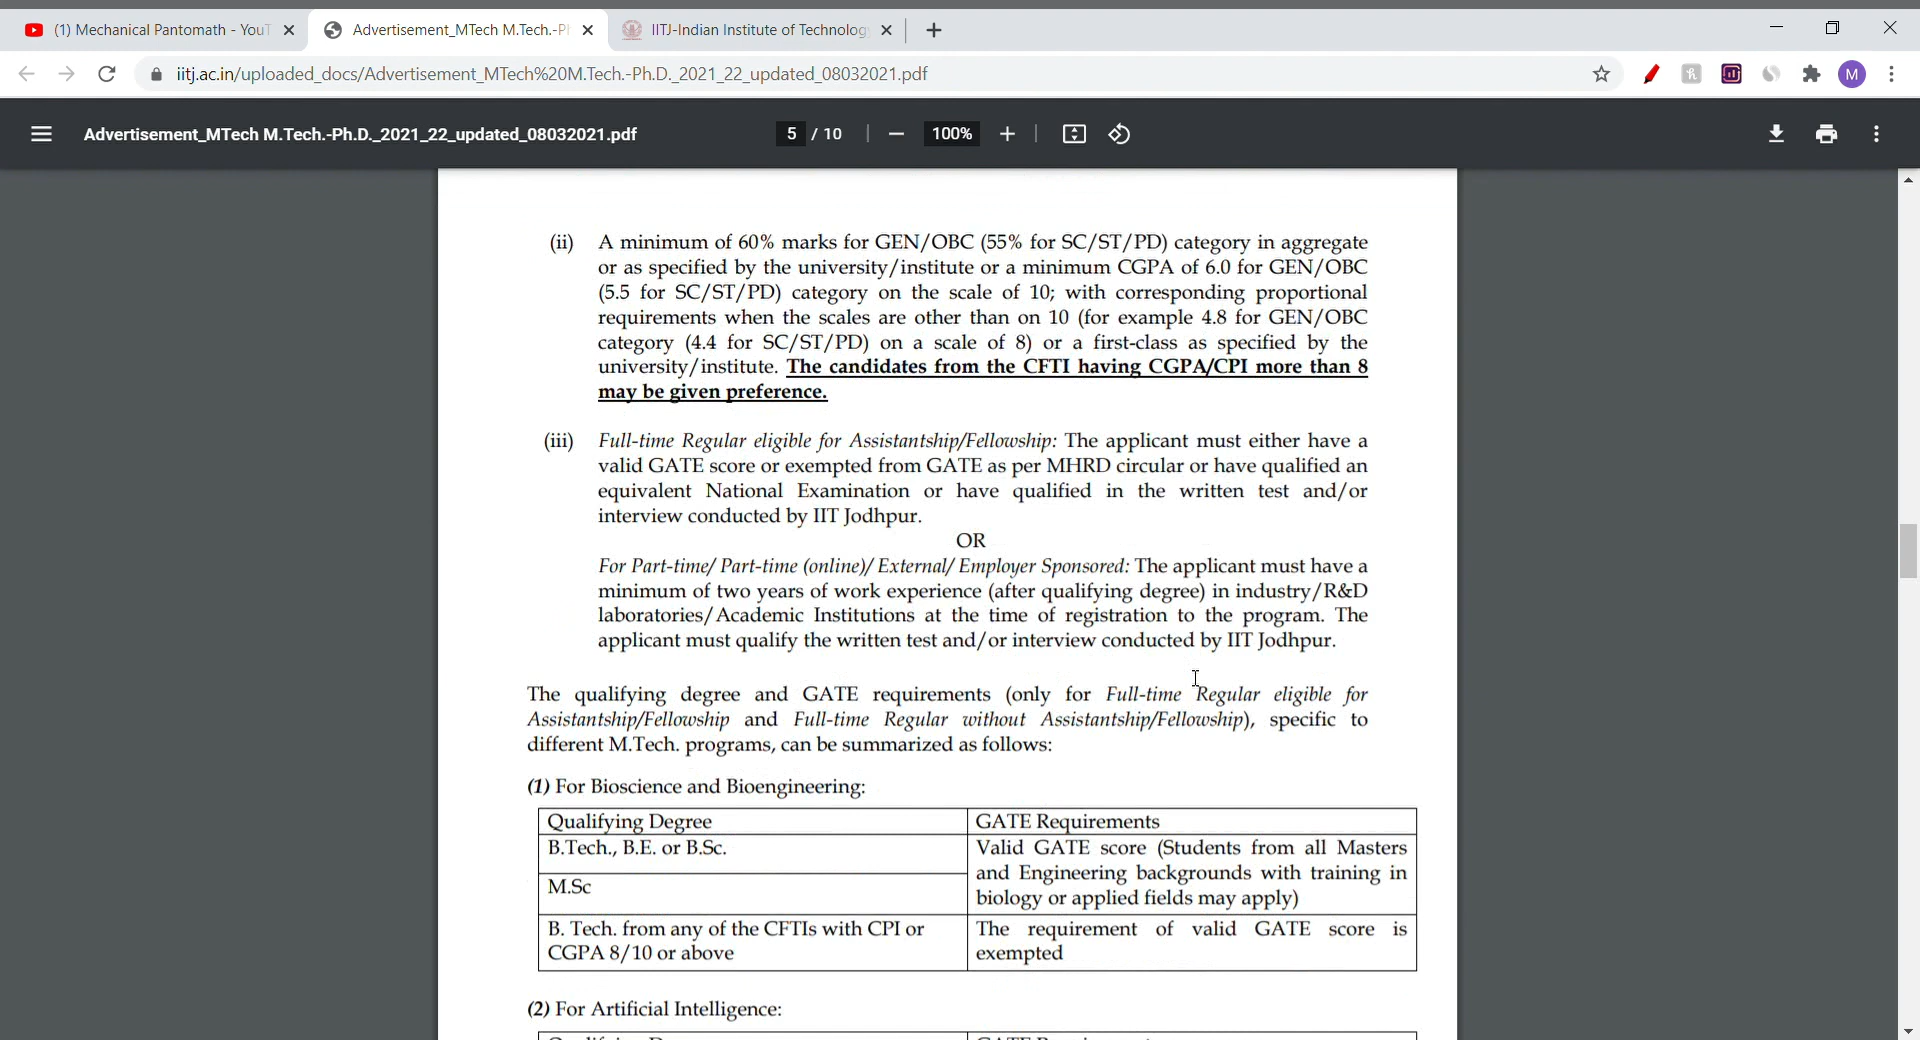 (1) Mechanical Pantomath - YouT
Advertisement_MTech M.Tech.-P
IITJ-Indian Institute of Technolog
iitj.ac.in/uploaded_docs/Advertisement_MTech%20M.Tech.-Ph.D._2021_22_updated_08032021.pdf
M
Advertisement_MTech M.Tech.-Ph.D._2021_22_updated_08032021.pdf
5 / 10
100%
(ii) A minimum of 60% marks for GEN/OBC (55% for SC/ST/PD) category in aggregate
or as specified by the university/institute or a minimum CGPA of 6.0 for GEN/OBC
(5.5 for SC/ST/PD) category on the scale of 10; with corresponding proportional
requirements when the scales are other than on 10 (for example 4.8 for GEN/OBC
category (4.4 for SC/ST/PD) on a scale of 8) or a first-class as specified by the
university/institute. The candidates from the CFTI having CGPA/CPI more than 8
may be given preference.
(iii) Full-time Regular eligible for Assistantship/Fellowship: The applicant must either have a
valid GATE score or exempted from GATE as per MHRD circular or have qualified an
equivalent National Examination or have qualified in the written test and/or
interview conducted by IIT Jodhpur.
OR
For Part-time/ Part-time (online)/ External/ Employer Sponsored: The applicant must have a
minimum of two years of work experience (after qualifying degree) in industry/R&D
laboratories/Academic Institutions at the time of registration to the program. The
applicant must qualify the written test and/or interview conducted by IIT Jodhpur.
The qualifying degree and GATE requirements (only for Full-time Regular eligible for
Assistantship/Fellowship and Full-time Regular without Assistantship/Fellowship), specific to
different M.Tech. programs, can be summarized as follows:
(1) For Bioscience and Bioengineering:
Qualifying Degree
GATE Requirements
B.Tech., B.E. or B.Sc.
M.Sc
Valid GATE score (Students from all Masters
and Engineering backgrounds with training in
biology or applied fields may apply)
B. Tech. from any of the CFTIs with CPI or
CGPA 8/10 or above
The requirement of valid GATE score is
exempted
(2) For Artificial Intelligence: